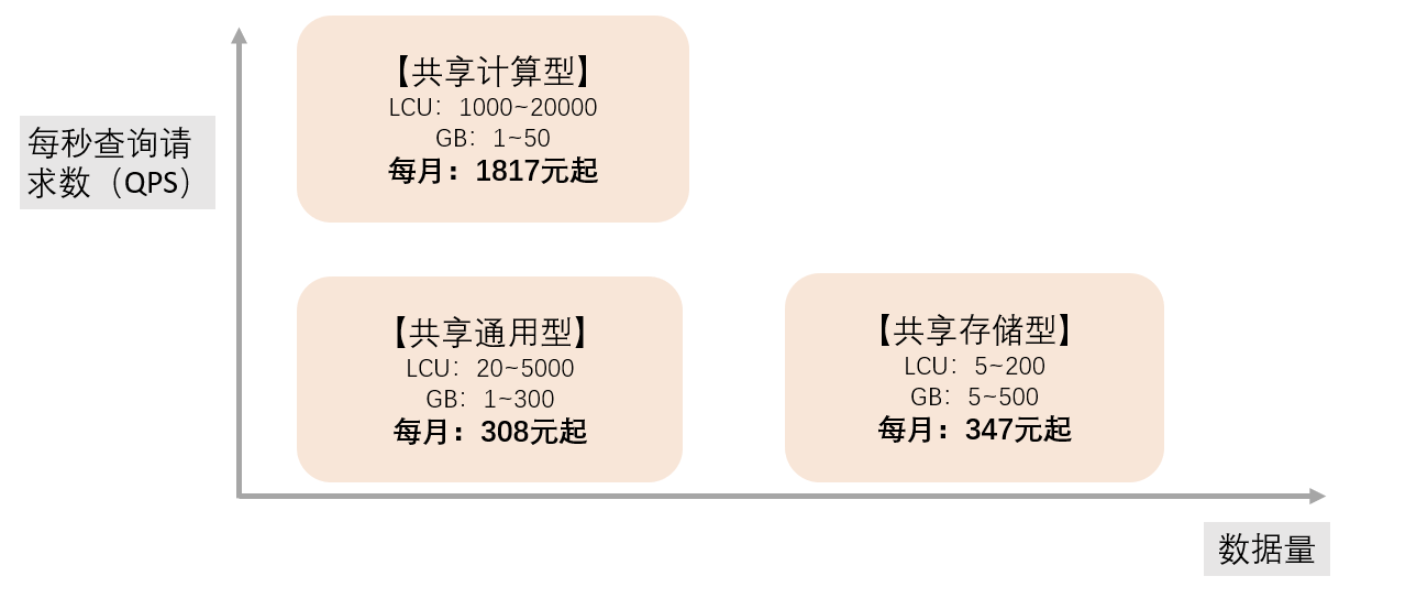 【共享计算型】
LCU：1000~20000
GB：1~50
每月：1817元起
每秒查询请
求数（QPS）
【共享通用型】
LCU：20~5000
GB：1~300
每月：308元起
【共享存储型】
LCU：5~200
GB：5~500
每月：347元起
数据量